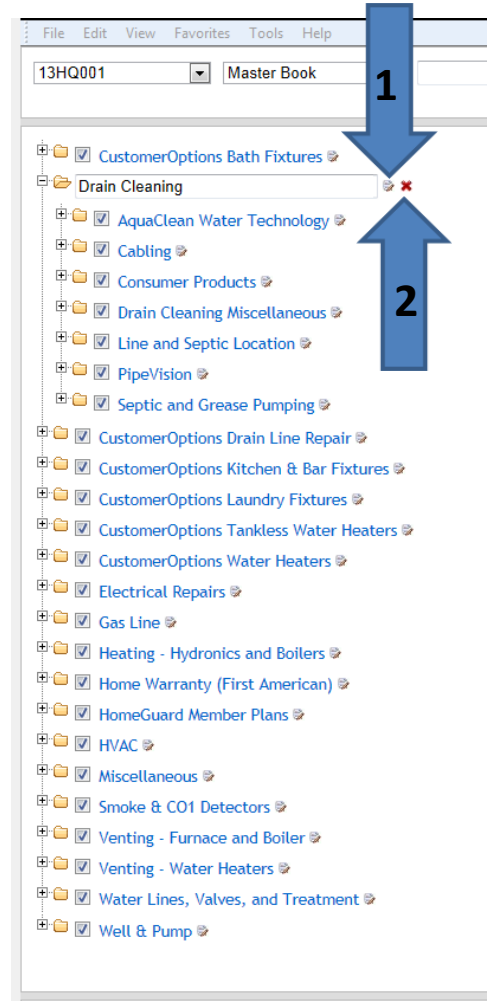 File Edit View Favorites Tools Help
13HQ001 Master Book
1
CustomerOptions Bath Fixtures
Drain Cleaning
AquaClean Water Technology
Cabling
Consumer Products
Drain Cleaning Miscellaneous
2
Line and Septic Location
PipeVision
Septic and Grease Pumping
CustomerOptions Drain Line Repair
CustomerOptions Kitchen & Bar Fixtures
CustomerOptions Laundry Fixtures
CustomerOptions Tankless Water Heaters
CustomerOptions Water Heaters
Electrical Repairs
Gas Line
Heating - Hydronics and Boilers
Home Warranty (First American)
HomeGuard Member Plans
HVAC
Miscellaneous
Smoke & CO1 Detectors
Venting - Furnace and Boiler
Venting - Water Heaters
Water Lines, Valves, and Treatment
Well & Pump